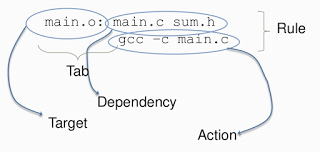 main.o: main.c sum.h
Rule
gcc -c main.c
Tab
Dependency
Target
Action